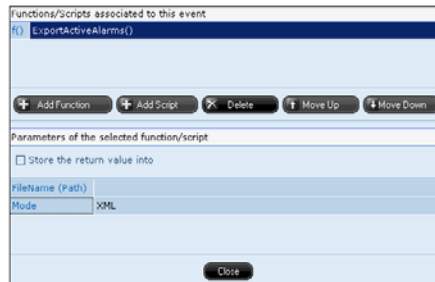 Functions/Scripts associated to this event
f() ExportActiveAlarms()
Add Function Add Script Delete Move Up Move Down
Parameters of the selected function/script
Store the return value into
FileName (Path)
Mode XML
Close